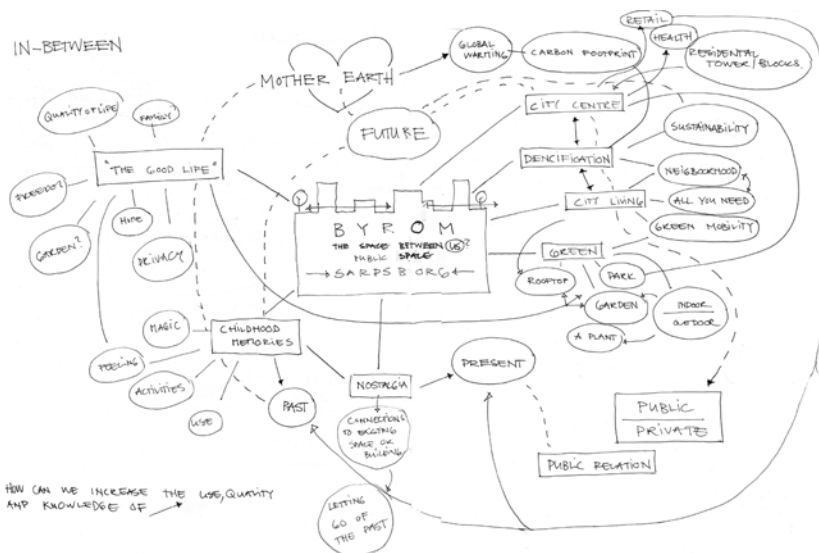 IN-BETWEEN
MOTHER EARTH
GLOBAL
WARMING
CARBON FOOTPRINT
RETAIL
HEALTH
RESIDENTAL
TOWER/BLOCKS.
FUTURE
CITY CENTRE
SUSTAINABILITY
QUALITY OF LIFE?
FAMILY?
"THE GOOD LIFE"
FREEDOM?
GARDEN?
HOME
PRIVACY
DENCIFICATION
NEIGBOURHOOD
CITY LIVING
ALL YOU NEED
GREEN MOBILITY
BYROM
THE SPACE BETWEEN US?
PUBLIC SPACE
SARPSBORG
GREEN
ROOFTOP
PARK
GARDEN
INDOOR
OUTDOOR
A PLANT
MAGIC
CHILDHOOD
MEMORIES
FEELING
ACTIVITIES
USE
PAST
NOSTALGIA
PRESENT
CONNECTIONS
TO EXISTING
SPACE OR
BUILDING
PUBLIC
PRIVATE
PUBLIC RELATION
LETTING
GO OF
THE PAST
HOW CAN WE INCREASE THE USE, QUALITY
AND KNOWLEDGE OF